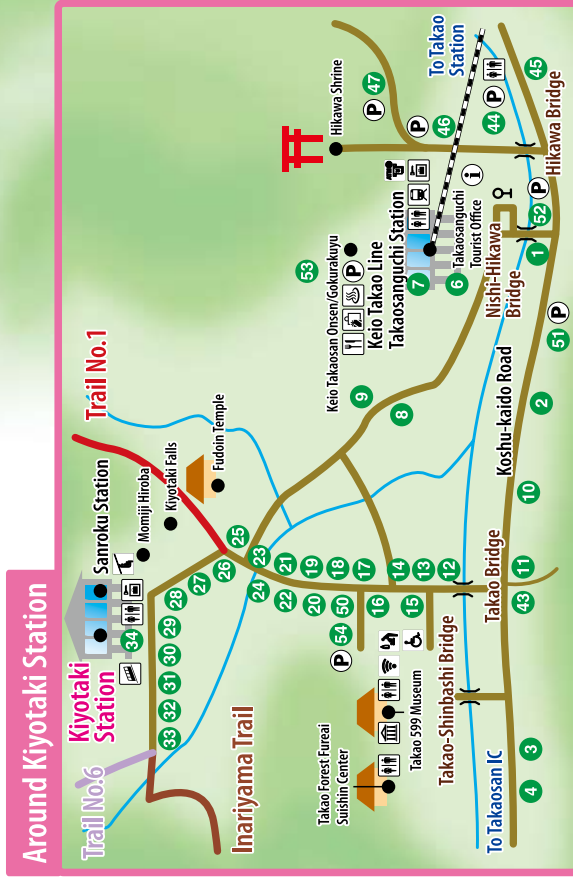 Around Kiyotaki Station
Trail No.6
Kiyotaki
Station
34
Sanroku Station
Momiji Hiroba
Kiyotaki Falls
Fudoin Temple
Trail No.1
33
32
31
30
29
28
27
26
25
Inariyama Trail
24
23
22
21
20
19
50
18
P
54
17
16
14
15
13
12
Takao Forest Fureai
Suishin Center
Takao 599 Museum
Takao-Shinbashi Bridge
Takao Bridge
To Takaosan IC
4
3
43
11
10
Koshu-kaido Road
2
51
P
9
8
53
Keio Takaosan Onsen/Gokurakuyu
P
Keio Takao Line
Takaosanguchi Station
7
6
i
Takaosanguchi
Tourist Office
Nishi-Hikawa
Bridge
1
52
P
Hikawa Bridge
Hikawa Shrine
P
47
P
46
To Takao
Station
44
P
45